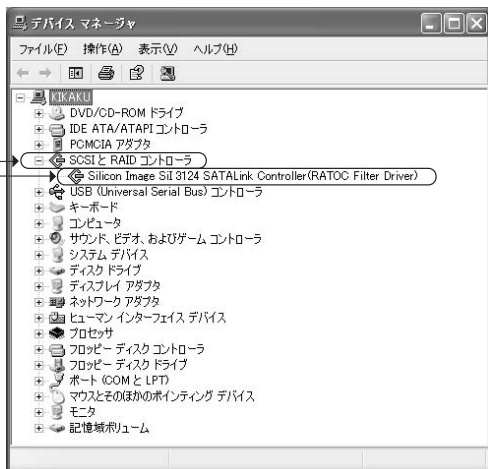 デバイス マネージャ
ファイル(F) 操作(A) 表示(V) ヘルプ(H)
KIKAKU
DVD/CD-ROM ドライブ
IDE ATA/ATAPI コントローラ
PCMCIA アダプタ
SCSI と RAID コントローラ
Silicon Image SiI 3124 SATALink Controller(RATOC Filter Driver)
USB (Universal Serial Bus) コントローラ
キーボード
コンピュータ
サウンド、ビデオ、およびゲーム コントローラ
システム デバイス
ディスク ドライブ
ディスプレイ アダプタ
ネットワーク アダプタ
ヒューマン インターフェイス デバイス
プロセッサ
フロッピー ディスク コントローラ
フロッピー ディスク ドライブ
ポート (COM と LPT)
マウスとそのほかのポインティング デバイス
モニタ
記憶域ボリューム